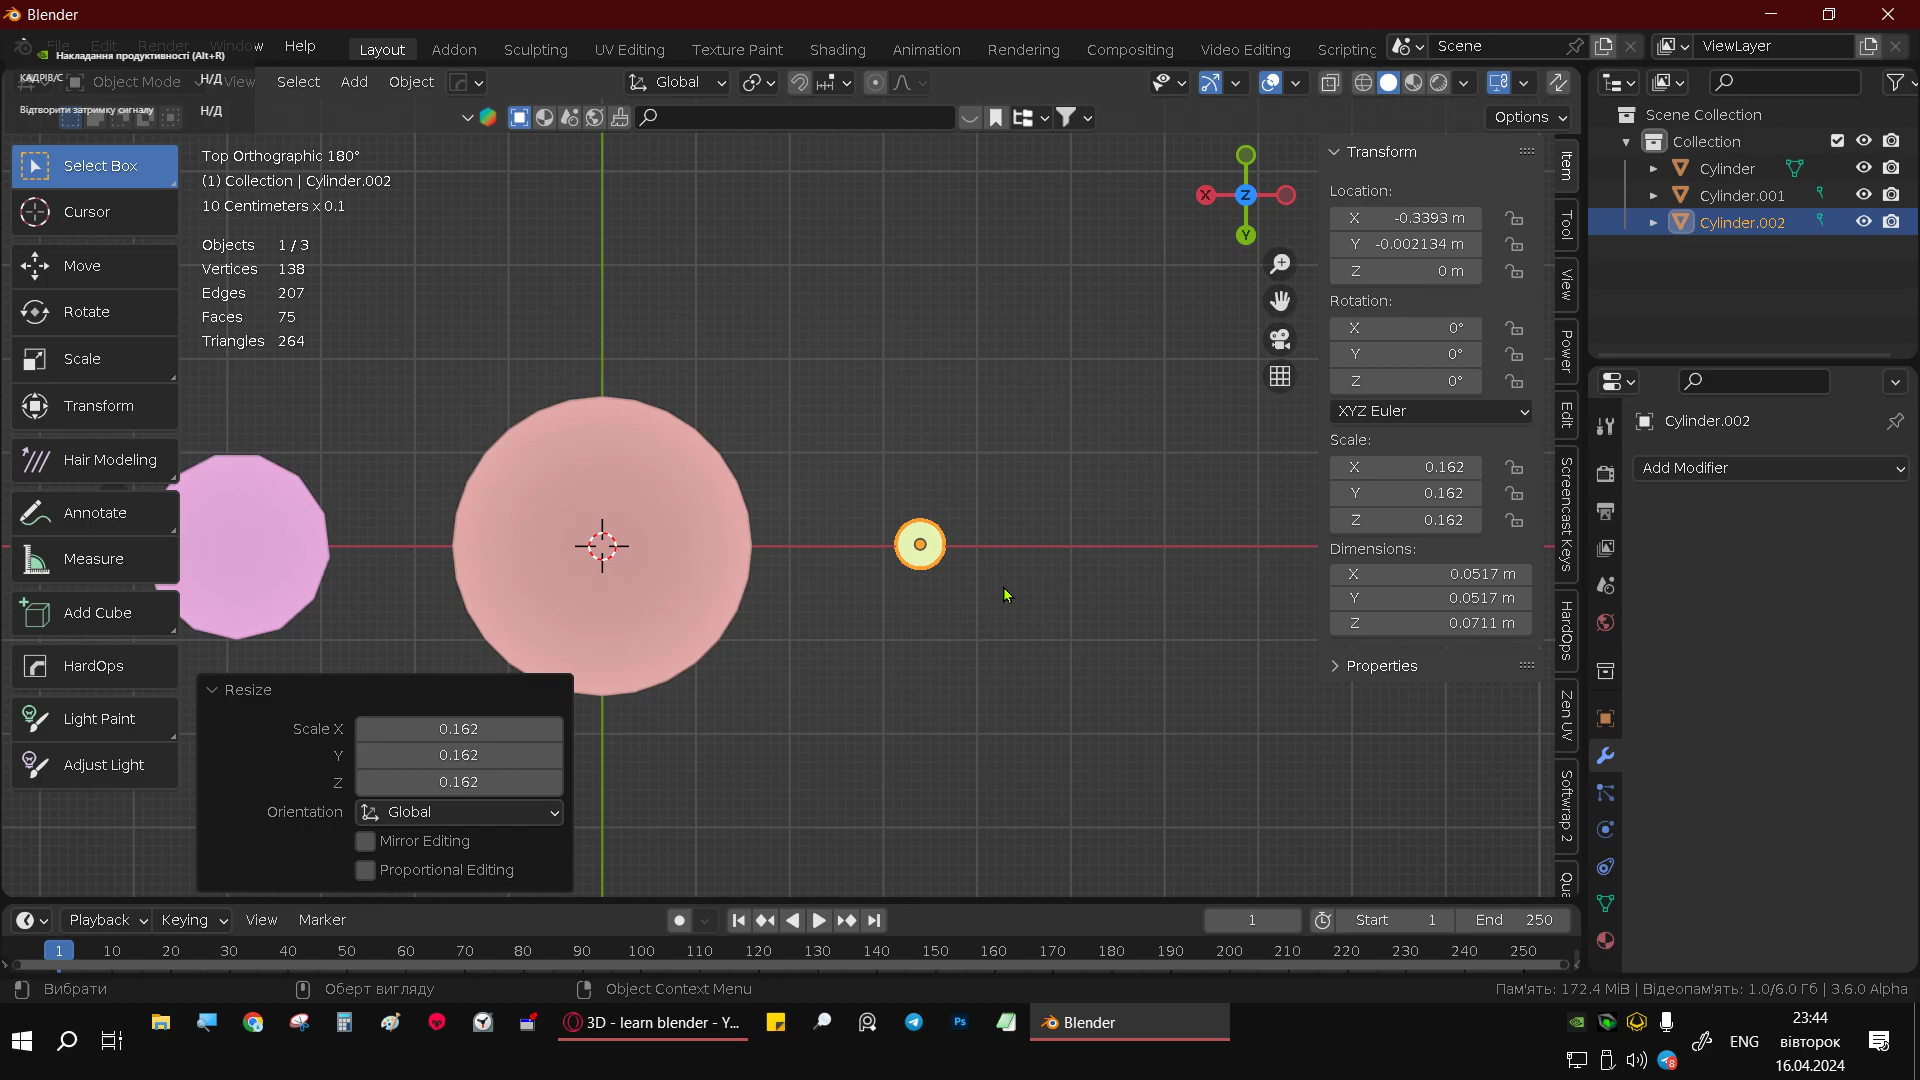 Blender
File Edit Render Window Help
Накладання продуктивності (Alt+R)
Layout Addon Sculpting UV Editing Texture Paint Shading Animation Rendering Compositing Video Editing Scripting
Scene
ViewLayer
КАДРІВ/С Н/Д
Object Mode View Select Add Object
Global
Відтворити затримку сигналу Н/Д
Options
Select Box
Cursor
Move
Rotate
Scale
Transform
Hair Modeling
Annotate
Measure
Add Cube
HardOps
Light Paint
Adjust Light
Top Orthographic 180°
(1) Collection | Cylinder.002
10 Centimeters x 0.1
Objects 1 / 3
Vertices 138
Edges 207
Faces 75
Triangles 264
X
Z
Y
Transform
Location:
X -0.3393 m
Y -0.002134 m
Z 0 m
Rotation:
X 0°
Y 0°
Z 0°
XYZ Euler
Scale:
X 0.162
Y 0.162
Z 0.162
Dimensions:
X 0.0517 m
Y 0.0517 m
Z 0.0711 m
Properties
Item
Tool
View
Power
Edit
Screencast Keys
HardOps
Zen UV
Softwrap 2
Qua
Scene Collection
Collection
Cylinder
Cylinder.001
Cylinder.002
Cylinder.002
Add Modifier
Resize
Scale X 0.162
Y 0.162
Z 0.162
Orientation Global
Mirror Editing
Proportional Editing
Playback Keying View Marker
1
Start 1 End 250
1 10 20 30 40 50 60 70 80 90 100 110 120 130 140 150 160 170 180 190 200 210 220 230 240 250
Вибрати Оберт вигляду Object Context Menu
Пам'ять: 172.4 MiB | Відеопам'ять: 1.0/6.0 Гб | 3.6.0 Alpha
3D - learn blender - Y...
Ps
Blender
ENG
23:44
вівторок
16.04.2024
8